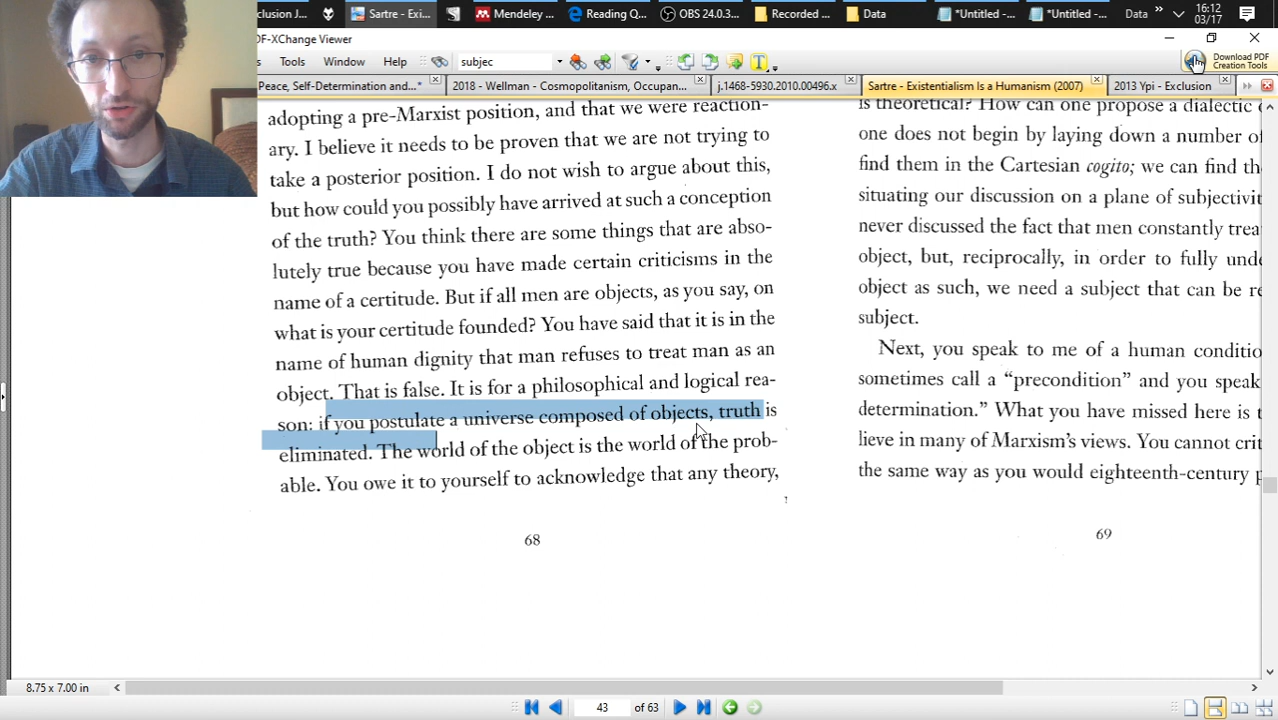 clusion J...
Sartre - Exi...
Mendeley ...
Reading Q...
OBS 24.0.3...
Recorded ...
Data
*Untitled -...
*Untitled -...
Data
»
16:12
03/17
DF-XChange Viewer
s
Tools
Window
Help
subjec
Download PDF
Creation Tools
Peace, Self-Determination and...
2018 - Wellman - Cosmopolitanism, Occupan...
j.1468-5930.2010.00496.x
Sartre - Existentialism Is a Humanism (2007)
2013 Ypi - Exclusion
adopting a pre-Marxist position, and that we were reaction-
ary. I believe it needs to be proven that we are not trying to
take a posterior position. I do not wish to argue about this,
but how could you possibly have arrived at such a conception
of the truth? You think there are some things that are abso-
lutely true because you have made certain criticisms in the
name of a certitude. But if all men are objects, as you say, on
what is your certitude founded? You have said that it is in the
name of human dignity that man refuses to treat man as an
object. That is false. It is for a philosophical and logical rea-
son: if you postulate a universe composed of objects, truth is
eliminated. The world of the object is the world of the prob-
able. You owe it to yourself to acknowledge that any theory,
68
is theoretical? How can one propose a dialectic
one does not begin by laying down a number of
find them in the Cartesian cogito; we can find th
situating our discussion on a plane of subjectivit
never discussed the fact that men constantly trea
object, but, reciprocally, in order to fully unde
object as such, we need a subject that can be re
subject.
Next, you speak to me of a human conditio
sometimes call a “precondition” and you speak
determination.” What you have missed here is t
lieve in many of Marxism’s views. You cannot crit
the same way as you would eighteenth-century p
69
8.75 x 7.00 in
43
of 63